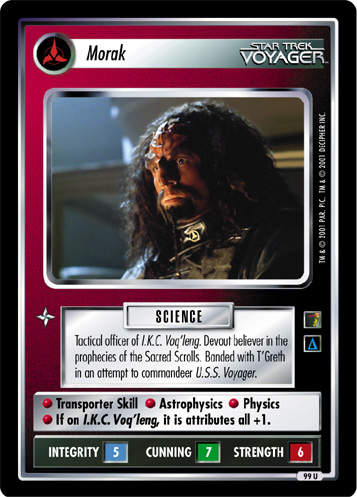 Morak
STAR TREK
VOYAGER
TM & © 2001 PAR. PIC. TM & © 2001 DECIPHER INC.
SCIENCE
Tactical officer of I.K.C. Voq'leng. Devout believer in the
prophecies of the Sacred Scrolls. Banded with T'Greth
in an attempt to commandeer U.S.S. Voyager.
Transporter Skill Astrophysics Physics
If on I.K.C. Voq'leng, it is attributes all +1.
INTEGRITY 5 CUNNING 7 STRENGTH 6
99 U